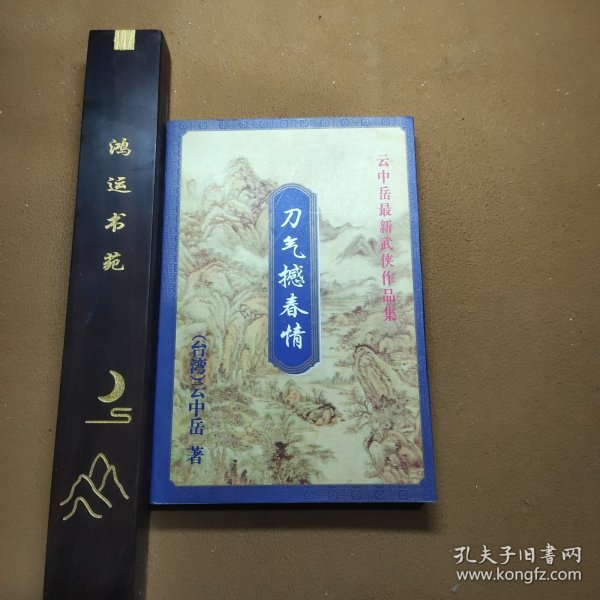 鸿运书苑
云中岳最新武侠作品集
刀气撼春情
(台湾)云中岳 著
孔夫子旧書网
www.kongfz.com